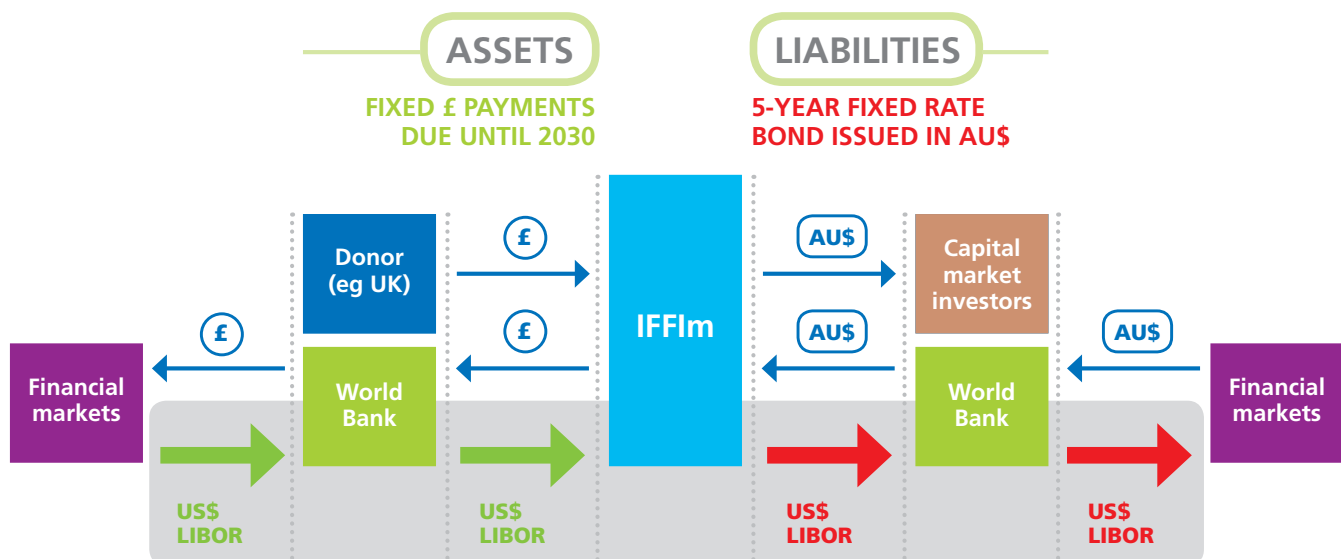 ASSETS
LIABILITIES
FIXED £ PAYMENTS
DUE UNTIL 2030
5-YEAR FIXED RATE
BOND ISSUED IN AU$
Donor
(eg UK)
£
IFFIm
AU$
Capital
market
investors
Financial
markets
£
World
Bank
£
AU$
World
Bank
AU$
Financial
markets
US$
LIBOR
US$
LIBOR
US$
LIBOR
US$
LIBOR